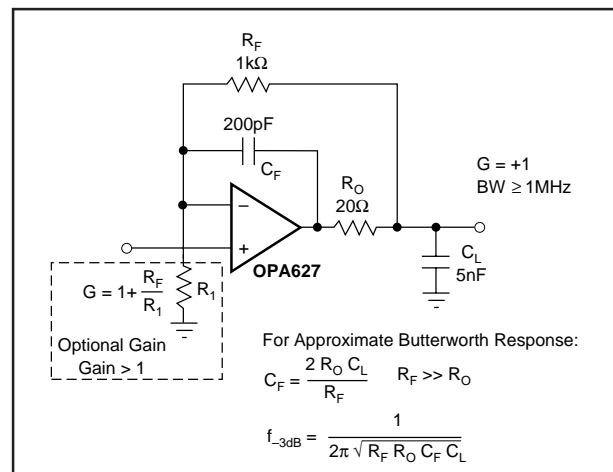 R_F
1kΩ
200pF
C_F
R_O
20Ω
G = +1
BW ≥ 1MHz
–
+
OPA627
C_L
5nF
G = 1+ R_F / R_1
R_1
Optional Gain
Gain > 1
For Approximate Butterworth Response:
C_F = 2 R_O C_L / R_F    R_F >> R_O
f_–3dB = 1 / 2π √ R_F R_O C_F C_L